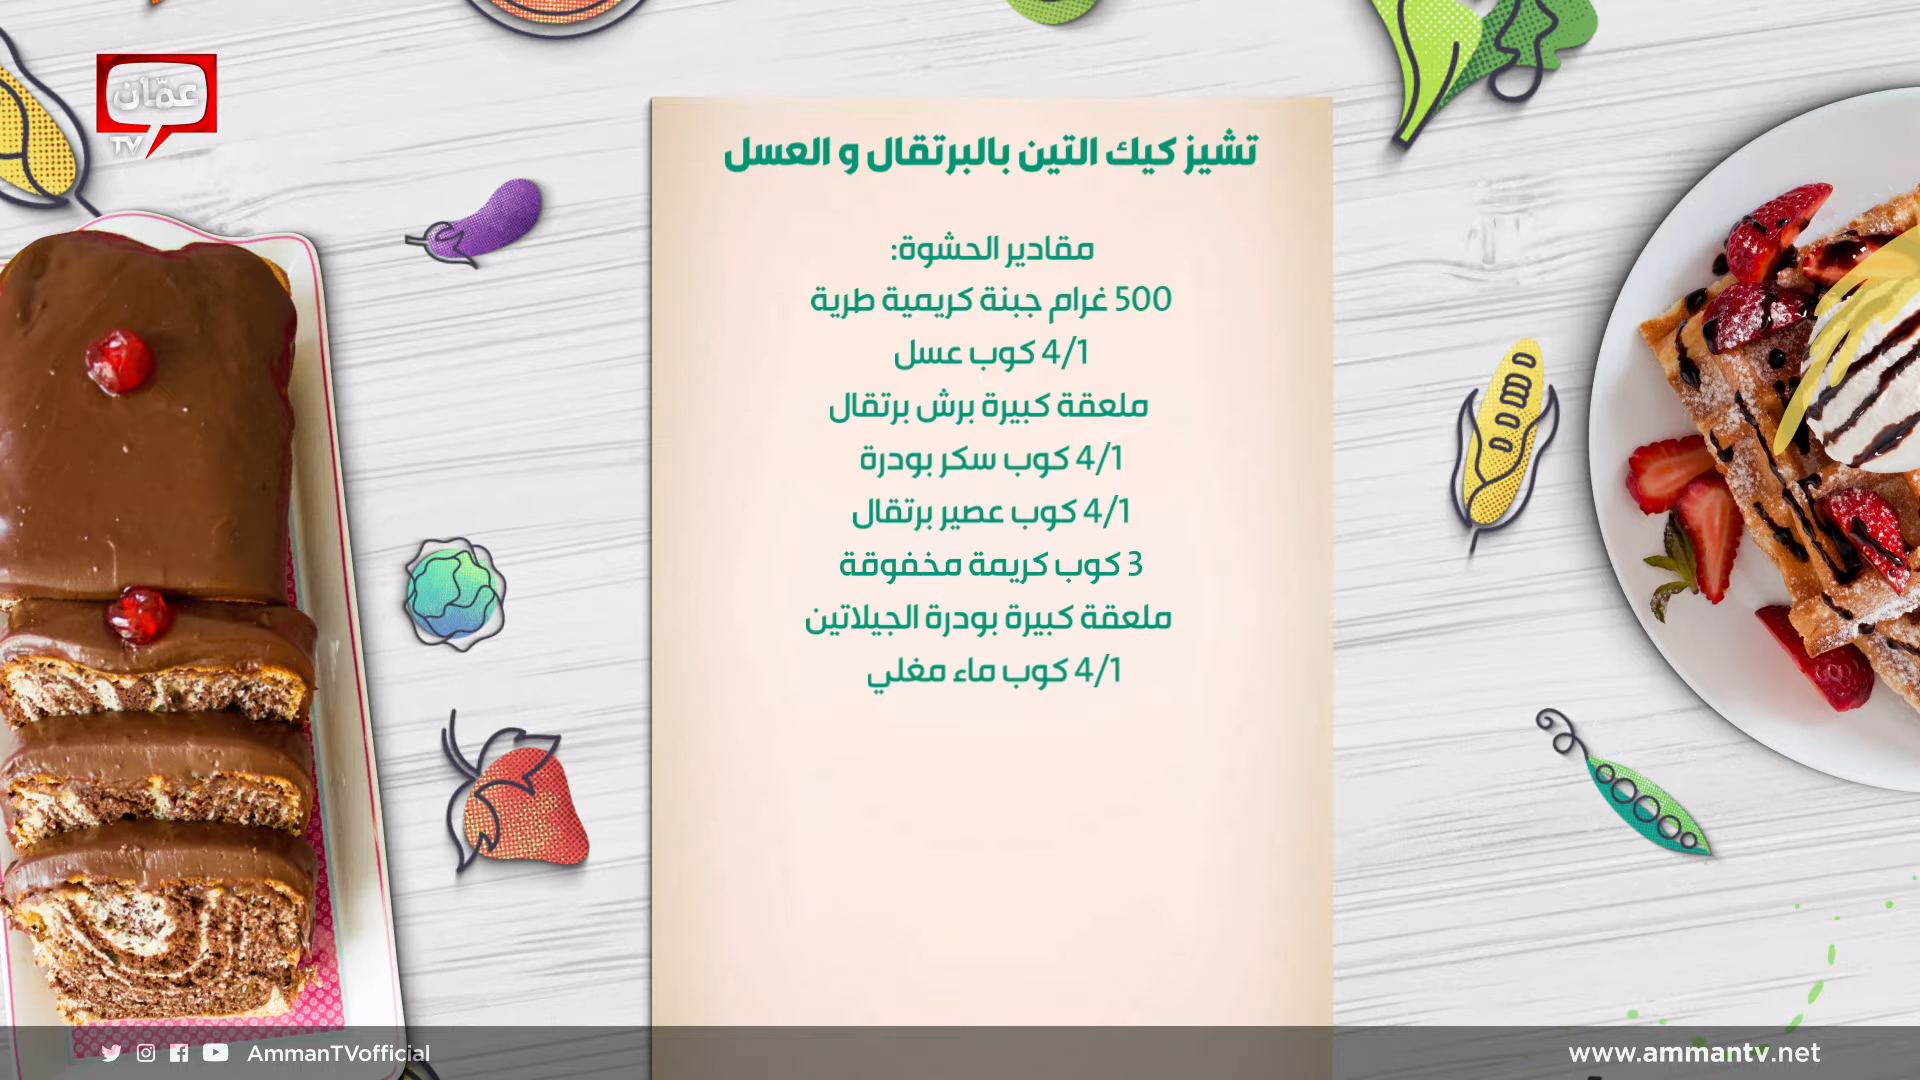 عمّان
TV
تشيز كيك التين بالبرتقال و العسل
مقادير الحشوة:
500 غرام جبنة كريمية طرية
4/1 كوب عسل
ملعقة كبيرة برش برتقال
4/1 كوب سكر بودرة
4/1 كوب عصير برتقال
3 كوب كريمة مخفوقة
ملعقة كبيرة بودرة الجيلاتين
4/1 كوب ماء مغلي
AmmanTVofficial
www.ammantv.net